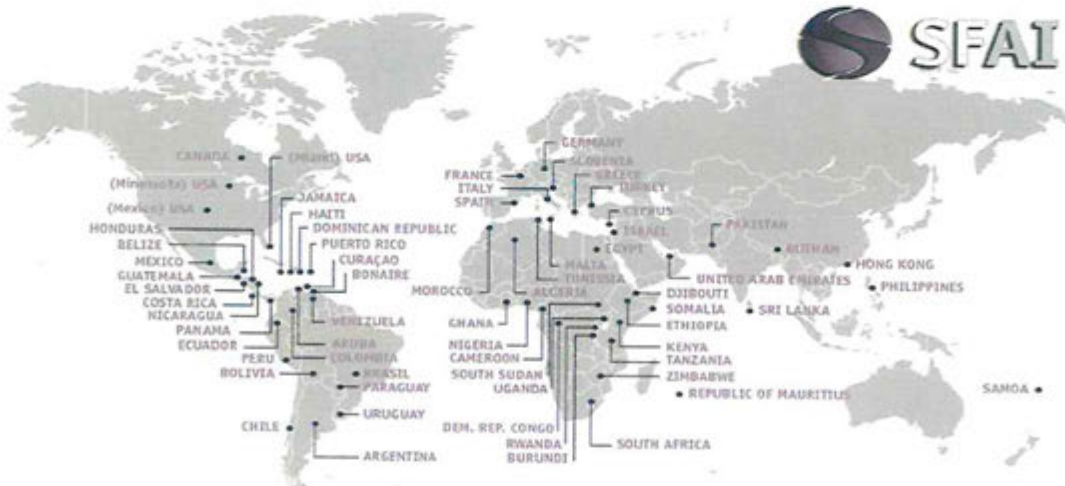 SFAI
CANADA
(Miami) USA
(Minnesota) USA
(Mexico) USA
HONDURAS
BELIZE
MEXICO
GUATEMALA
EL SALVADOR
COSTA RICA
NICARAGUA
PANAMA
ECUADOR
PERU
BOLIVIA
CHILE
JAMAICA
HAITI
DOMINICAN REPUBLIC
PUERTO RICO
CURAÇAO
BONAIRE
VENEZUELA
ARUBA
COLOMBIA
BRASIL
PARAGUAY
URUGUAY
ARGENTINA
GERMANY
SLOVENIA
FRANCE
GREECE
ITALY
TURKEY
SPAIN
CYPRUS
ISRAEL
EGYPT
PAKISTAN
MALTA
TUNISSIA
UNITED ARAB EMIRATES
HONG KONG
PHILIPPINES
MOROCCO
ALGERIA
DJIBOUTI
SOMALIA
SRI LANKA
GHANA
ETHIOPIA
NIGERIA
KENYA
CAMEROON
TANZANIA
SOUTH SUDAN
ZIMBABWE
UGANDA
REPUBLIC OF MAURITIUS
SAMOA
DEM. REP. CONGO
RWANDA
SOUTH AFRICA
BURUNDI